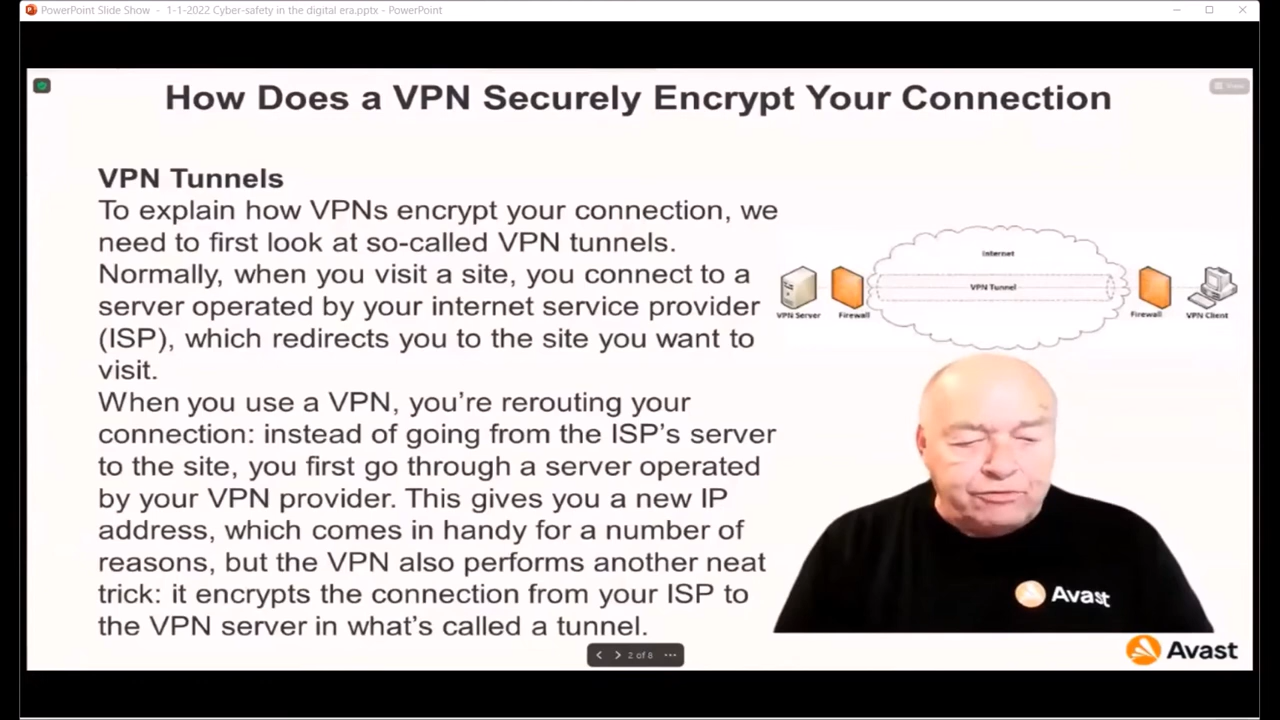 PowerPoint Slide Show - 1-1-2022 Cyber-safety in the digital era.pptx - PowerPoint
View
How Does a VPN Securely Encrypt Your Connection
VPN Tunnels
To explain how VPNs encrypt your connection, we
need to first look at so-called VPN tunnels.
Normally, when you visit a site, you connect to a
server operated by your internet service provider
(ISP), which redirects you to the site you want to
visit.
When you use a VPN, you're rerouting your
connection: instead of going from the ISP's server
to the site, you first go through a server operated
by your VPN provider. This gives you a new IP
address, which comes in handy for a number of
reasons, but the VPN also performs another neat
trick: it encrypts the connection from your ISP to
the VPN server in what's called a tunnel.
Internet
VPN Tunnel
VPN Server
Firewall
Firewall
VPN Client
Avast
2 of 8
Avast